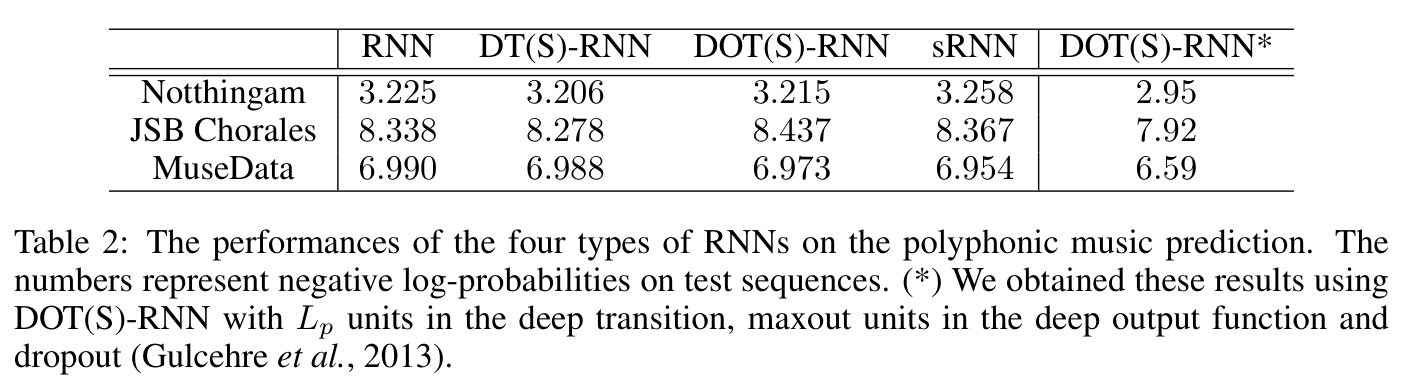 RNN DT(S)-RNN DOT(S)-RNN sRNN DOT(S)-RNN*
Notthingam 3.225 3.206 3.215 3.258 2.95
JSB Chorales 8.338 8.278 8.437 8.367 7.92
MuseData 6.990 6.988 6.973 6.954 6.59
Table 2: The performances of the four types of RNNs on the polyphonic music prediction. The
numbers represent negative log-probabilities on test sequences. (*) We obtained these results using
DOT(S)-RNN with Lp units in the deep transition, maxout units in the deep output function and
dropout (Gulcehre et al., 2013).